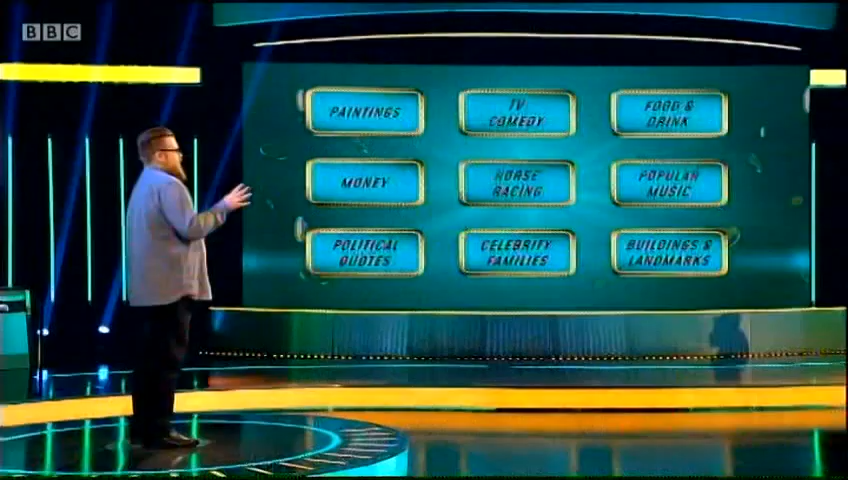 BBC
PAINTINGS
TV
COMEDY
FOOD &
DRINK
MONEY
HORSE
RACING
POPULAR
MUSIC
POLITICAL
QUOTES
CELEBRITY
FAMILIES
BUILDINGS &
LANDMARKS